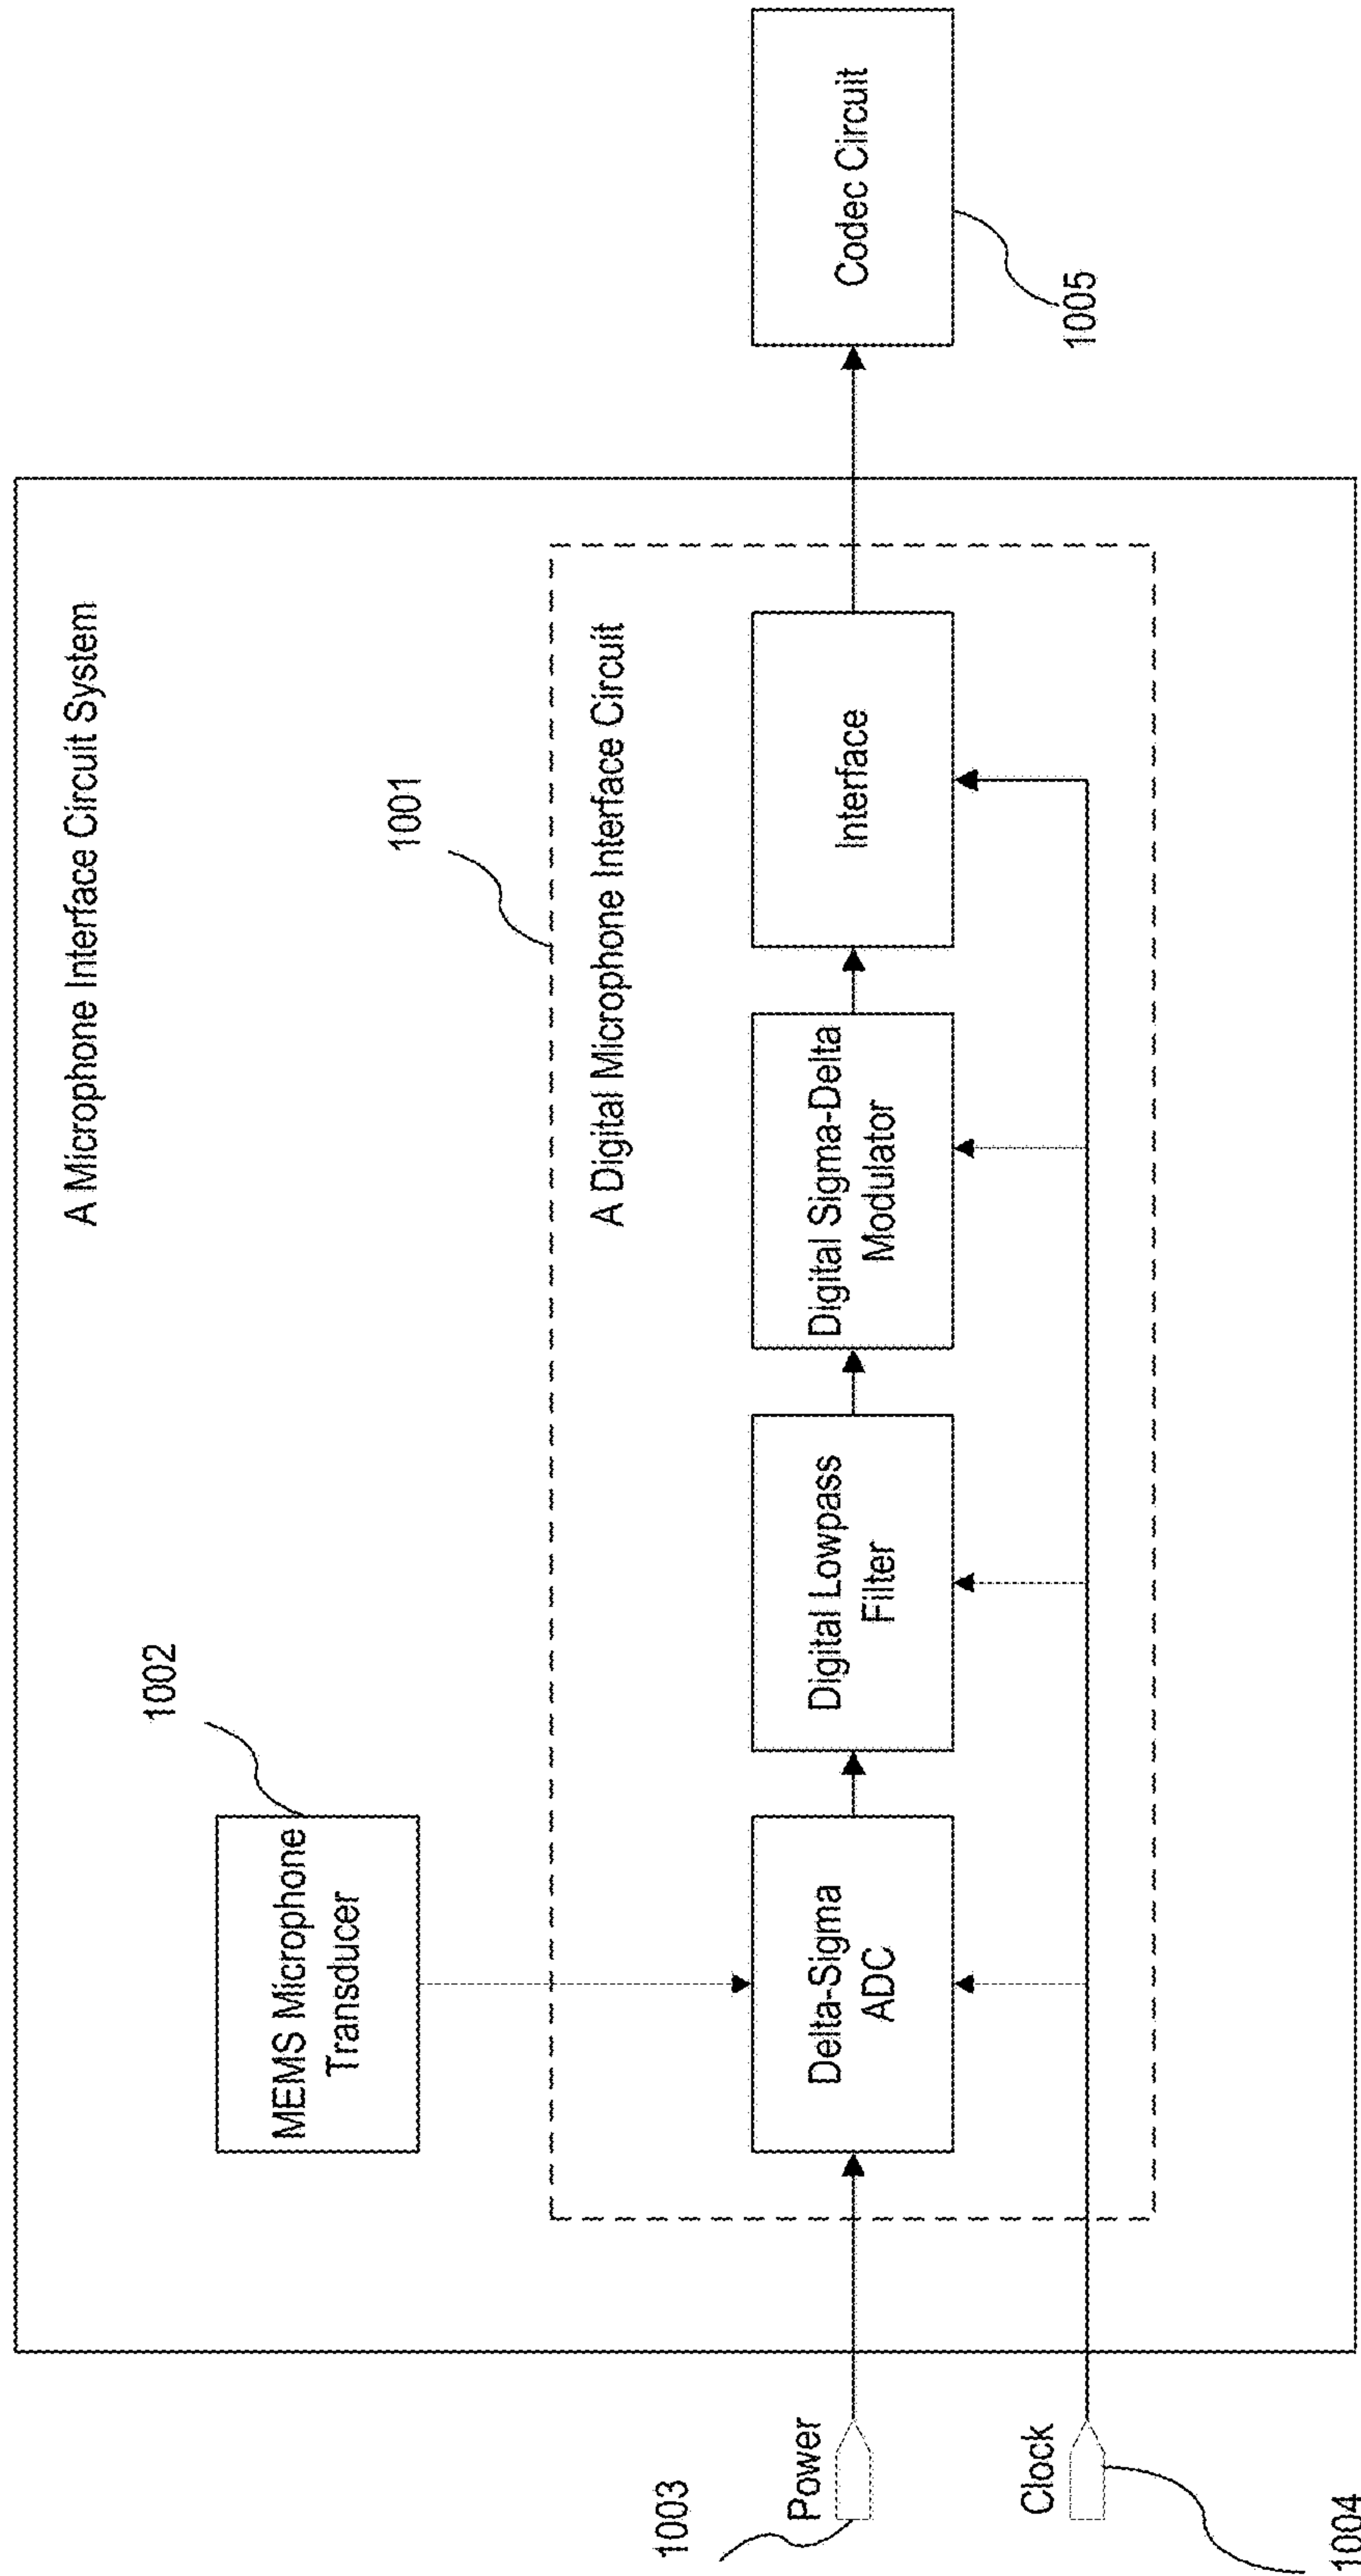 A Microphone Interface Circuit System
1002
MEMS Microphone
Transducer
1001
A Digital Microphone Interface Circuit
1003
Power
Delta-Sigma
ADC
Digital Lowpass
Filter
Digital Sigma-Delta
Modulator
Interface
Codec Circuit
1005
Clock
1004